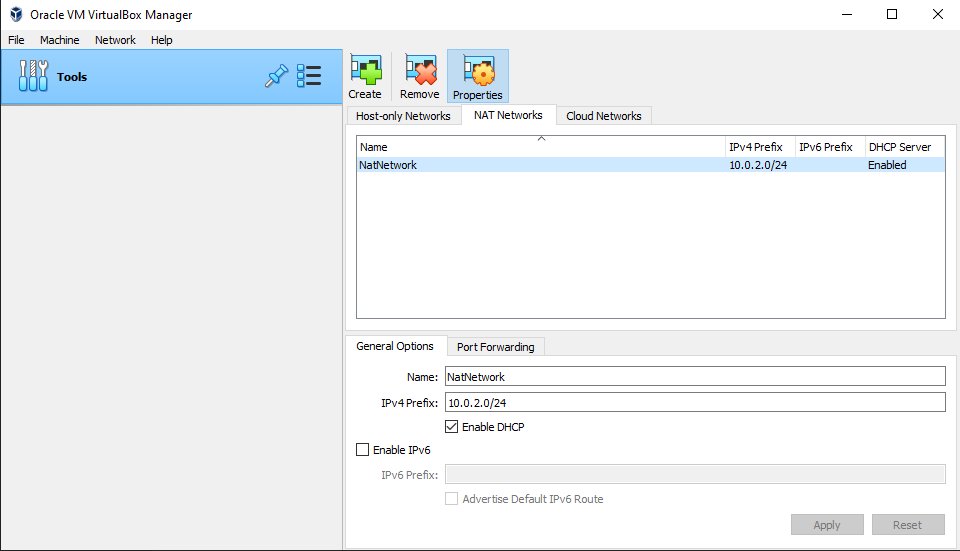 Oracle VM VirtualBox Manager
File Machine Network Help
Tools
Create Remove Properties
Host-only Networks NAT Networks Cloud Networks
Name IPv4 Prefix IPv6 Prefix DHCP Server
NatNetwork 10.0.2.0/24 Enabled
General Options Port Forwarding
Name: NatNetwork
IPv4 Prefix: 10.0.2.0/24
Enable DHCP
Enable IPv6
IPv6 Prefix:
Advertise Default IPv6 Route
Apply Reset